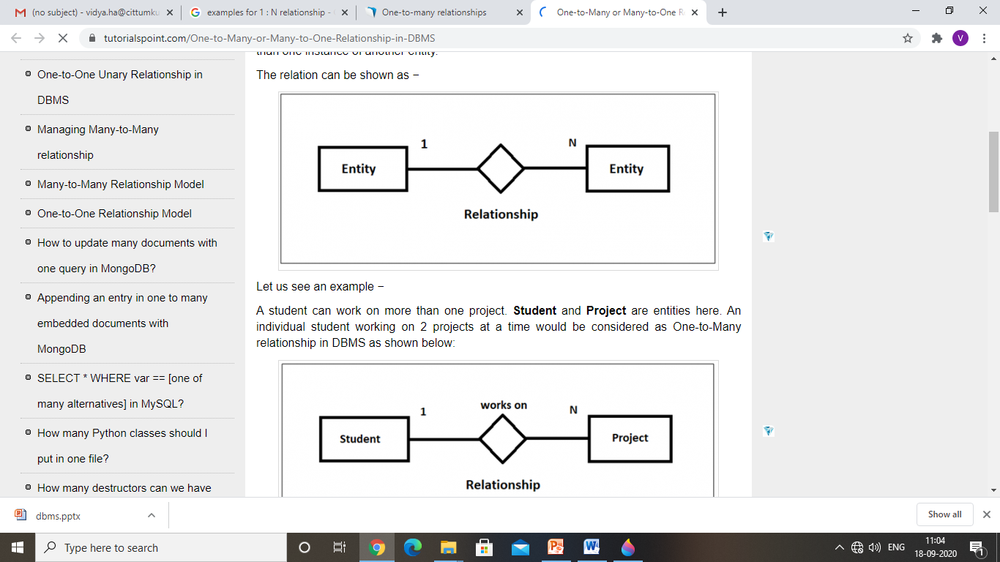 (no subject) - vidya.ha@cittumku
examples for 1 : N relationship -
One-to-many relationships
One-to-Many or Many-to-One R
tutorialspoint.com/One-to-Many-or-Many-to-One-Relationship-in-DBMS
V
One-to-One Unary Relationship in
DBMS
Managing Many-to-Many
relationship
Many-to-Many Relationship Model
One-to-One Relationship Model
How to update many documents with
one query in MongoDB?
Appending an entry in one to many
embedded documents with
MongoDB
SELECT * WHERE var == [one of
many alternatives] in MySQL?
How many Python classes should I
put in one file?
How many destructors can we have
than one instance of another entity.
The relation can be shown as −
1
N
Entity
Entity
Relationship
Let us see an example −
A student can work on more than one project. Student and Project are entities here. An
individual student working on 2 projects at a time would be considered as One-to-Many
relationship in DBMS as shown below:
works on
1
N
Student
Project
Relationship
dbms.pptx
Show all
Type here to search
ENG
11:04
18-09-2020
1